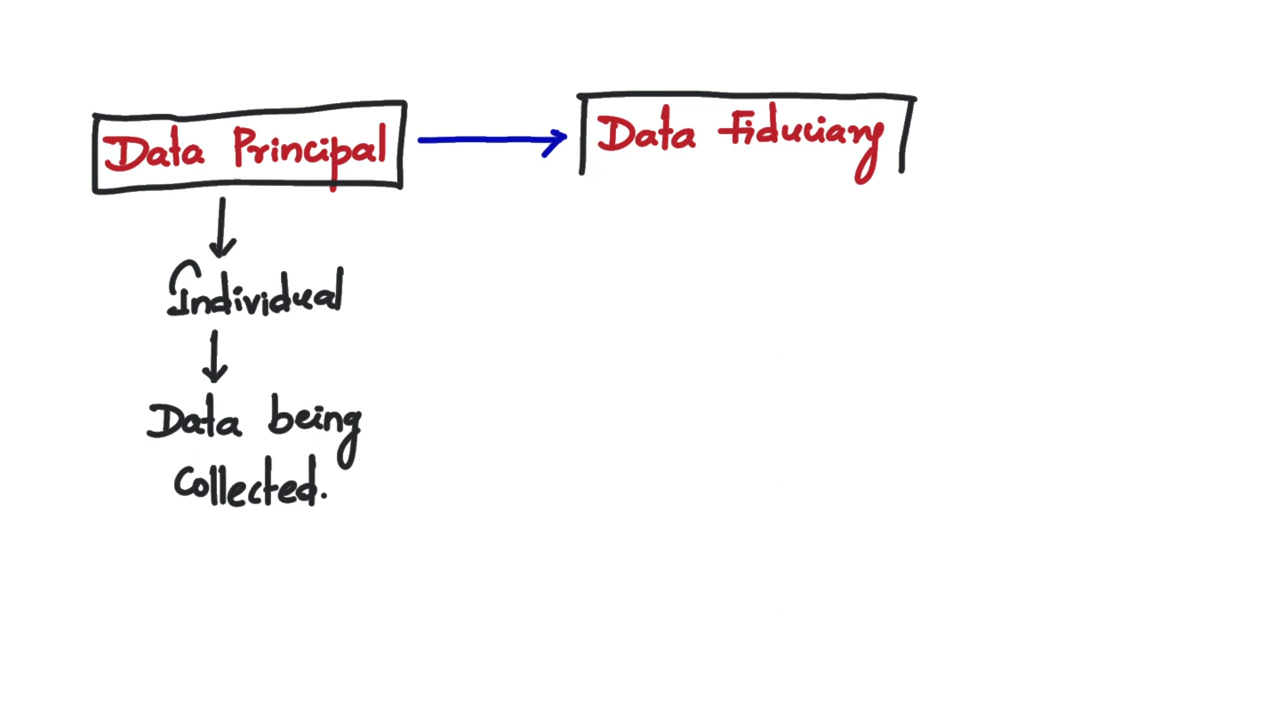 Data Principal
Data Fiduciary
Individual
Data being
Collected.